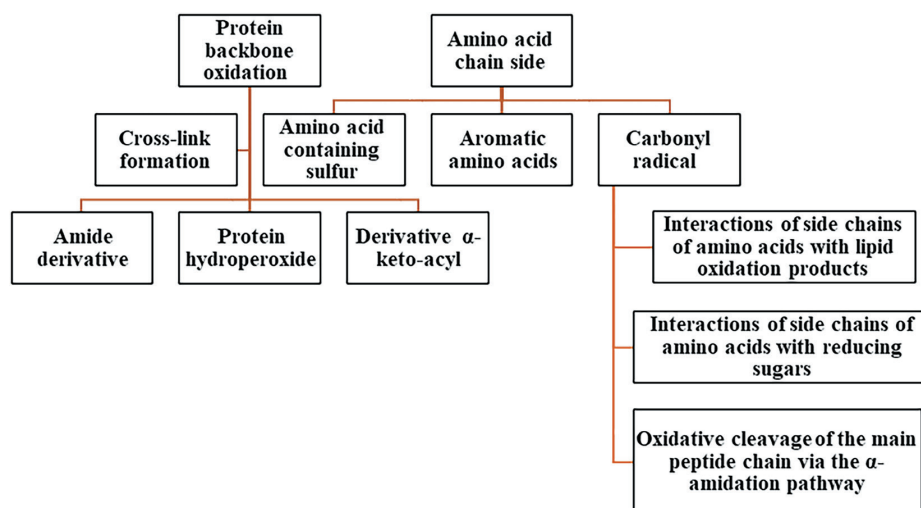 Protein
backbone
oxidation
Amino acid
chain side
Cross-link
formation
Amino acid
containing
sulfur
Aromatic
amino acids
Carbonyl
radical
Amide
derivative
Protein
hydroperoxide
Derivative α-
keto-acyl
Interactions of side chains
of amino acids with lipid
oxidation products
Interactions of side chains of
amino acids with reducing
sugars
Oxidative cleavage of the main
peptide chain via the α-
amidation pathway